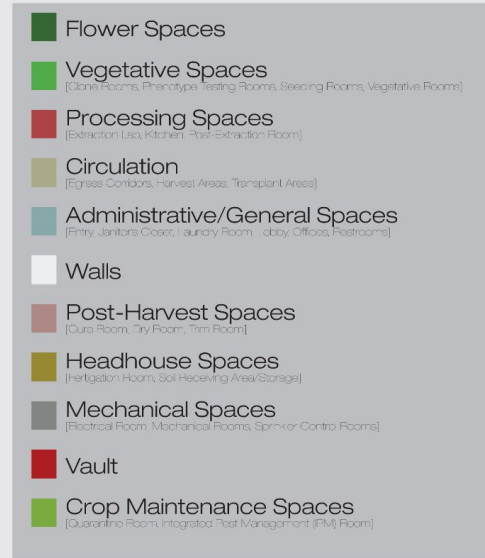 Flower Spaces
Vegetative Spaces
[Clone Rooms, Phenotype Testing Rooms, Seedling Rooms, Vegetative Rooms]
Processing Spaces
[Extraction Lab, Kitchen, Post-Extraction Room]
Circulation
[Egress Corridors, Harvest Areas, Transplant Areas]
Administrative/General Spaces
[Entry, Janitor's Closet, Laundry Room, Lobby, Offices, Restrooms]
Walls
Post-Harvest Spaces
[Cure Room, Dry Room, Trim Room]
Headhouse Spaces
[Fertigation Room, Soil Receiving Area/Storage]
Mechanical Spaces
[Electrical Room, Mechanical Rooms, Sprinkler Control Rooms]
Vault
Crop Maintenance Spaces
[Quarantine Room, Integrated Pest Management (IPM) Room]